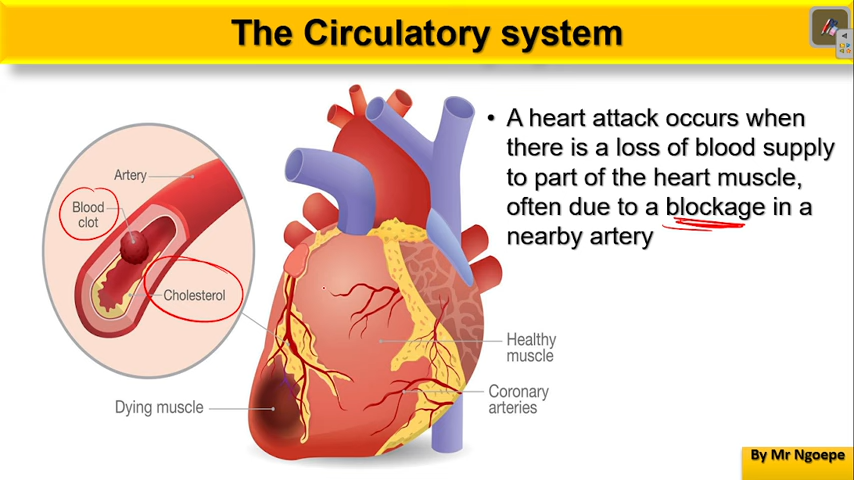 The Circulatory system
• A heart attack occurs when
there is a loss of blood supply
to part of the heart muscle,
often due to a blockage in a
nearby artery
Artery
Blood
clot
Cholesterol
Healthy
muscle
Coronary
arteries
Dying muscle
By Mr Ngoepe